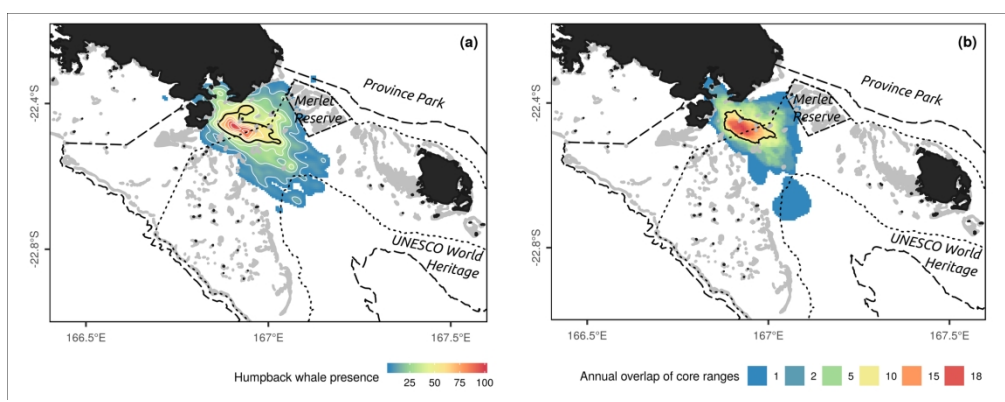 (a)
Province Park
Merlet
Reserve
UNESCO World
Heritage
-22.4°S
-22.8°S
166.5°E
167°E
167.5°E
Humpback whale presence
25
50
75
100
(b)
Province Park
Merlet
Reserve
UNESCO World
Heritage
-22.4°S
-22.8°S
166.5°E
167°E
167.5°E
Annual overlap of core ranges
1
2
5
10
15
18